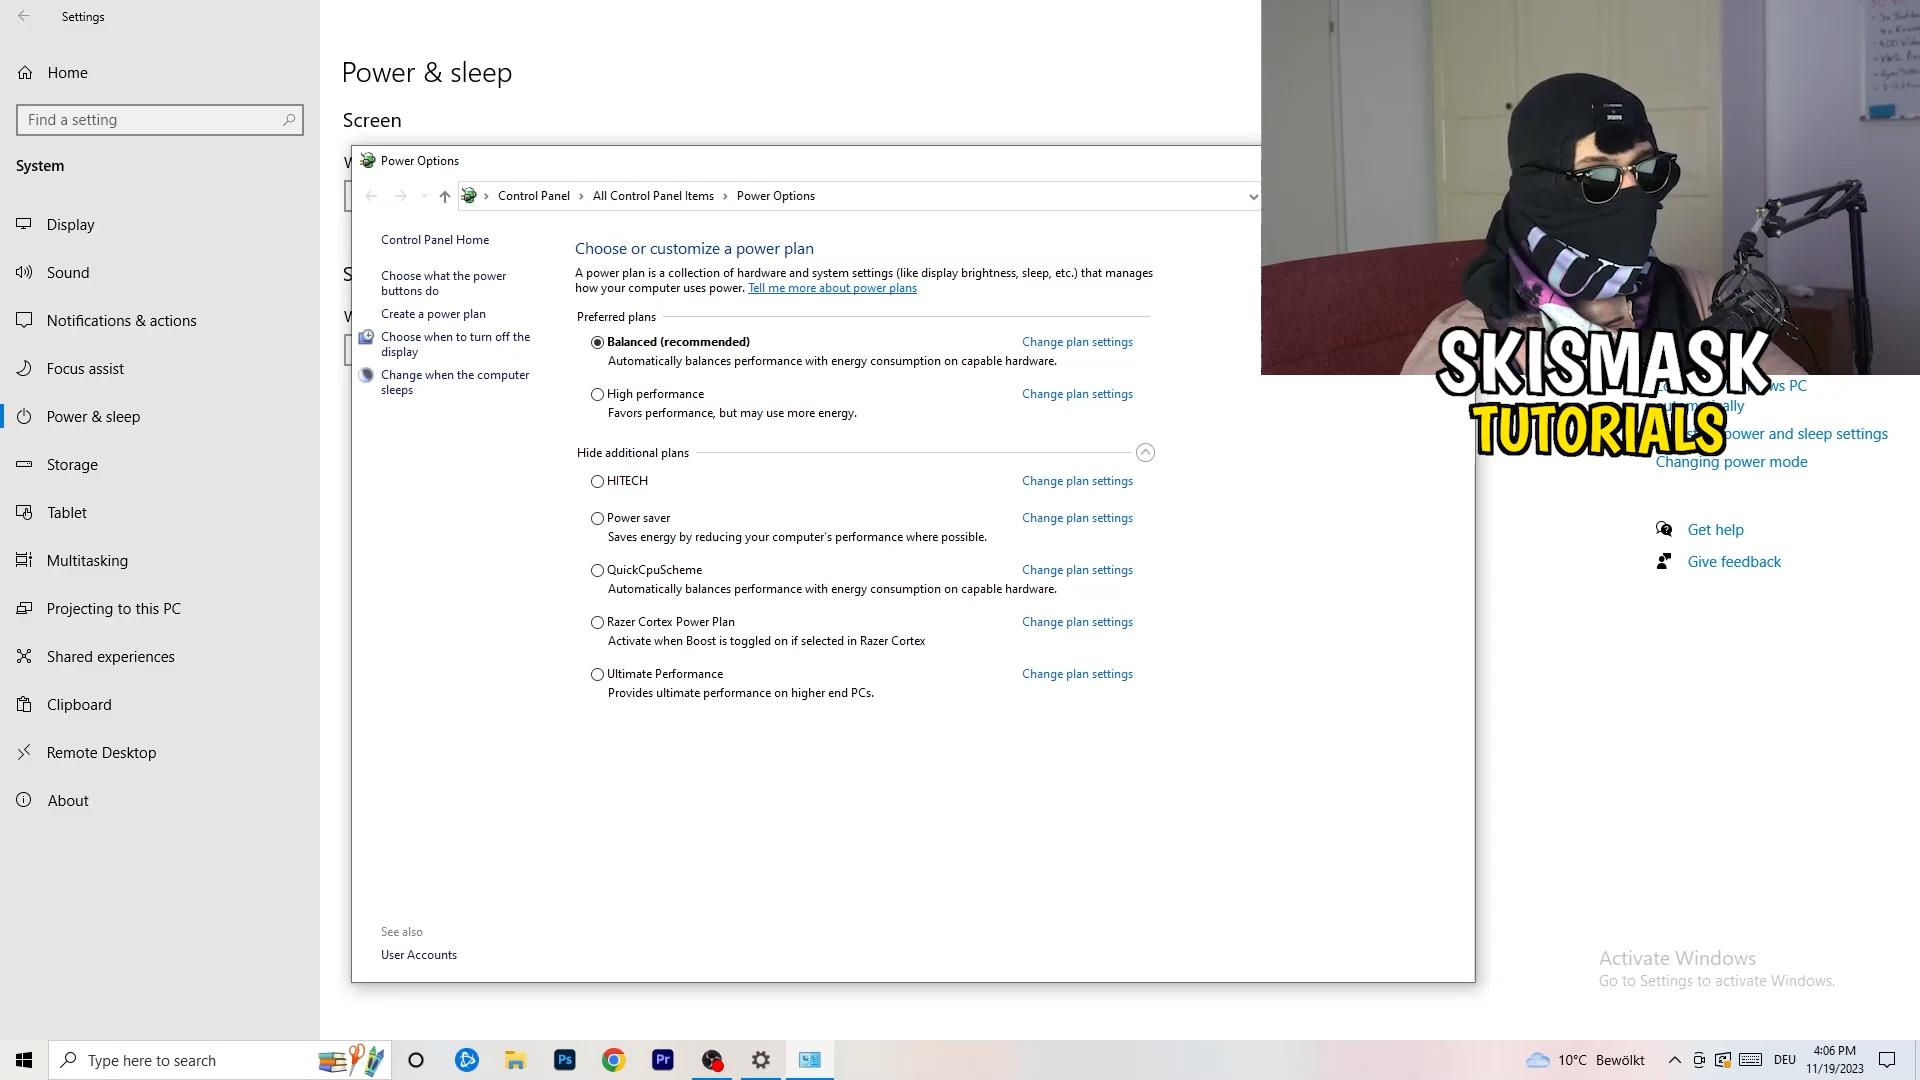 Settings
Home
Find a setting
System
Display
Sound
Notifications & actions
Focus assist
Power & sleep
Storage
Tablet
Multitasking
Projecting to this PC
Shared experiences
Clipboard
Remote Desktop
About
Power & sleep
Screen
Power Options
Control Panel › All Control Panel Items › Power Options
Control Panel Home
Choose what the power
buttons do
Create a power plan
Choose when to turn off the
display
Change when the computer
sleeps
See also
User Accounts
Choose or customize a power plan
A power plan is a collection of hardware and system settings (like display brightness, sleep, etc.) that manages
how your computer uses power. Tell me more about power plans
Preferred plans
Balanced (recommended) Change plan settings
Automatically balances performance with energy consumption on capable hardware.
High performance Change plan settings
Favors performance, but may use more energy.
Hide additional plans
HITECH Change plan settings
Power saver Change plan settings
Saves energy by reducing your computer's performance where possible.
QuickCpuScheme Change plan settings
Automatically balances performance with energy consumption on capable hardware.
Razer Cortex Power Plan Change plan settings
Activate when Boost is toggled on if selected in Razer Cortex
Ultimate Performance Change plan settings
Provides ultimate performance on higher end PCs.
SKISMASK
TUTORIALS
PC
power and sleep settings
Changing power mode
Get help
Give feedback
Activate Windows
Go to Settings to activate Windows.
Type here to search
Ps
Pr
10°C Bewölkt
DEU
4:06 PM
11/19/2023